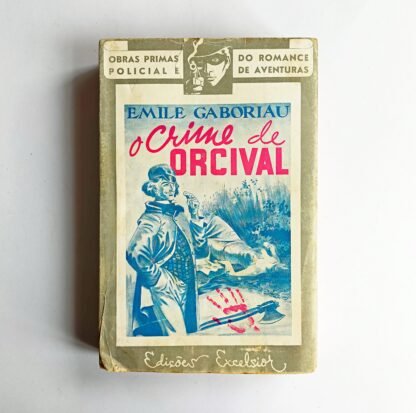 OBRAS PRIMAS DO ROMANCE
POLICIAL E DE AVENTURAS
EMILE GABORIAU
O Crime de
ORCIVAL
Edições Excelsior